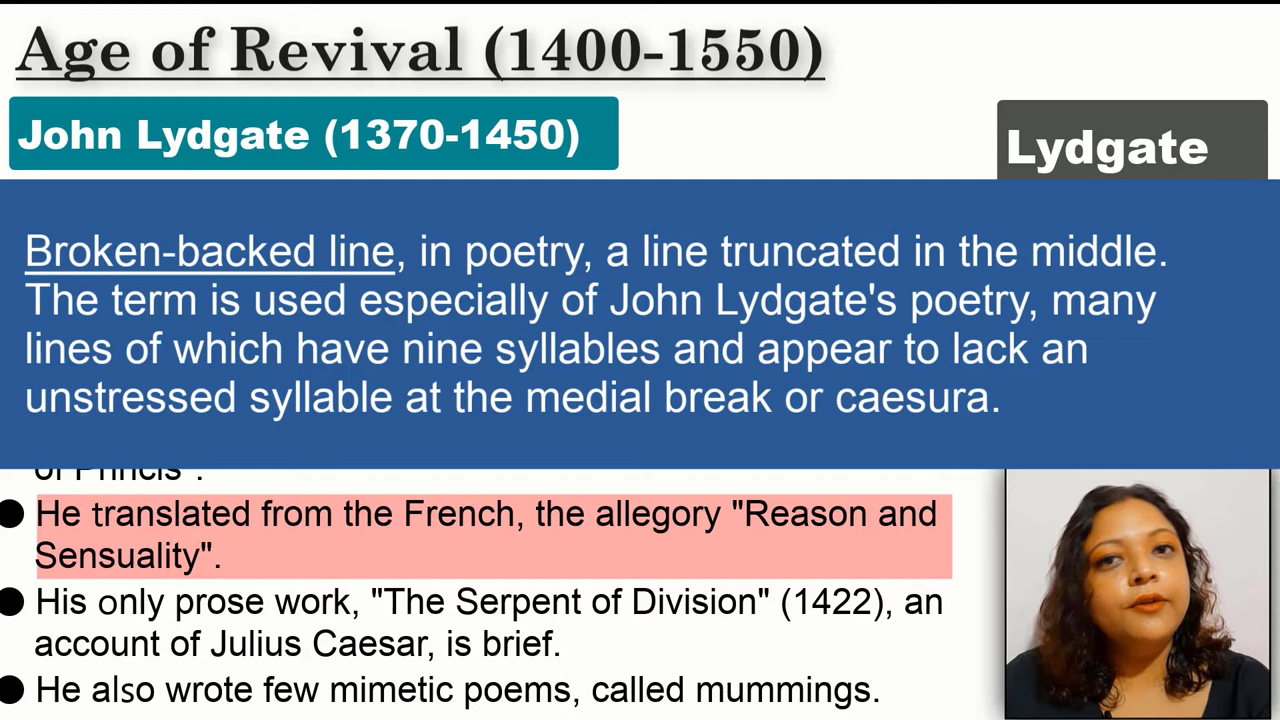 Age of Revival (1400-1550)
John Lydgate (1370-1450)
Lydgate
Broken-backed line, in poetry, a line truncated in the middle.
The term is used especially of John Lydgate's poetry, many
lines of which have nine syllables and appear to lack an
unstressed syllable at the medial break or caesura.
of Princis".
He translated from the French, the allegory "Reason and
Sensuality".
His only prose work, "The Serpent of Division" (1422), an
account of Julius Caesar, is brief.
He also wrote few mimetic poems, called mummings.